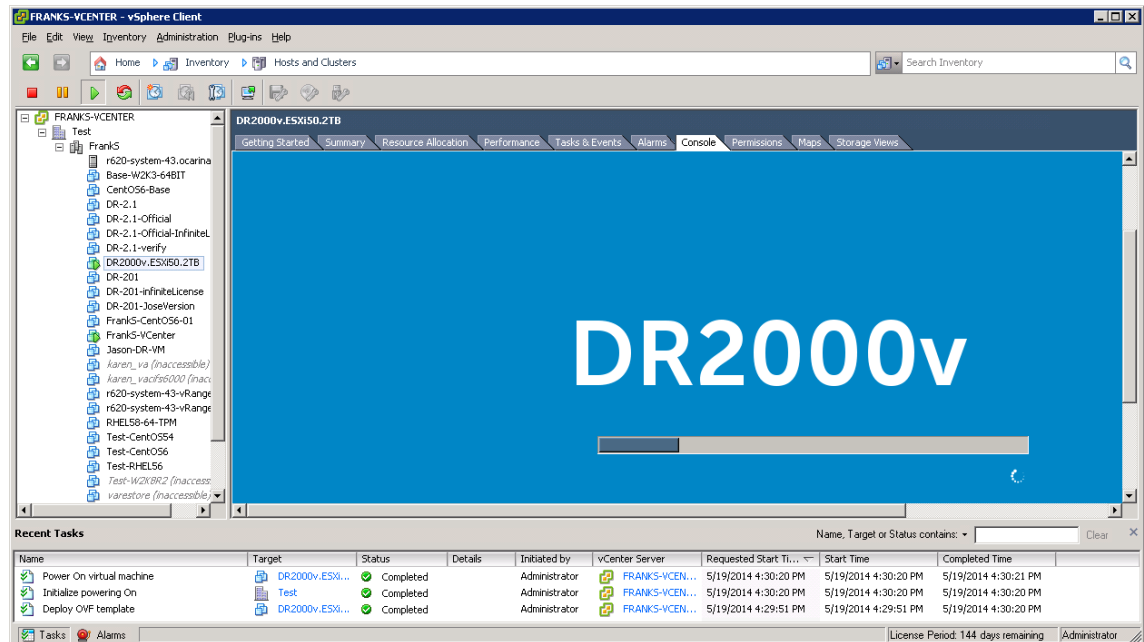 FRANKS-VCENTER - vSphere Client
File Edit View Inventory Administration Plug-ins Help
Home Inventory Hosts and Clusters Search Inventory
FRANKS-VCENTER
Test
FrankS
r620-system-43.ocarina
Base-W2K3-64BIT
CentOS6-Base
DR-2.1
DR-2.1-Official
DR-2.1-Official-InfiniteL
DR-2.1-verify
DR2000v.ESXi50.2TB
DR-201
DR-201-infiniteLicense
DR-201-JoseVersion
FrankS-CentOS6-01
FrankS-VCenter
Jason-DR-VM
karen_va (inaccessible)
karen_vacifs6000 (inacc
r620-system-43-vRange
r620-system-43-vRange
RHEL58-64-TPM
Test-CentOS54
Test-CentOS6
Test-RHEL56
Test-W2K8R2 (inaccess
varestore (inaccessible)
DR2000v.ESXi50.2TB
Getting Started Summary Resource Allocation Performance Tasks & Events Alarms Console Permissions Maps Storage Views
DR2000v
Recent Tasks Name, Target or Status contains: Clear
Name Target Status Details Initiated by vCenter Server Requested Start Ti... Start Time Completed Time
Power On virtual machine DR2000v.ESXi... Completed Administrator FRANKS-VCEN... 5/19/2014 4:30:20 PM 5/19/2014 4:30:20 PM 5/19/2014 4:30:21 PM
Initialize powering On Test Completed Administrator FRANKS-VCEN... 5/19/2014 4:30:20 PM 5/19/2014 4:30:20 PM 5/19/2014 4:30:20 PM
Deploy OVF template DR2000v.ESXi... Completed Administrator FRANKS-VCEN... 5/19/2014 4:29:51 PM 5/19/2014 4:29:51 PM 5/19/2014 4:30:20 PM
Tasks Alarms License Period: 144 days remaining Administrator